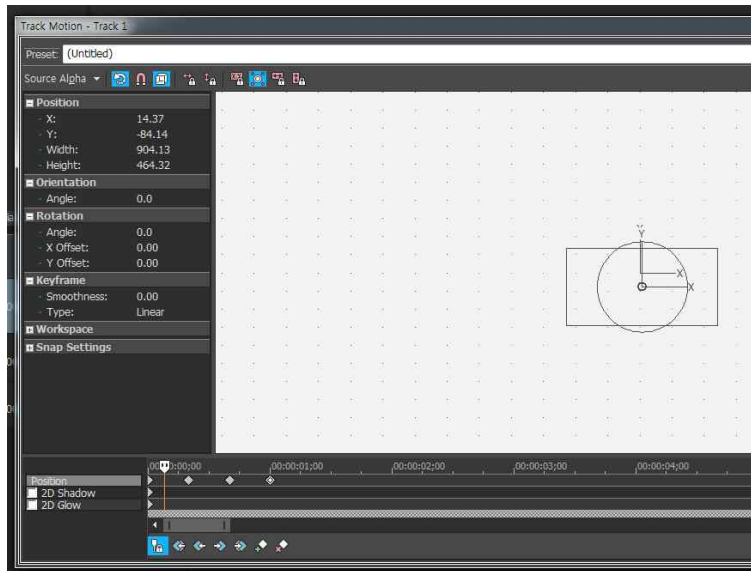 Track Motion - Track 1
Preset: (Untitled)
Source Alpha
Position
X: 14.37
Y: -84.14
Width: 904.13
Height: 464.32
Orientation
Angle: 0.0
Rotation
Angle: 0.0
X Offset: 0.00
Y Offset: 0.00
Keyframe
Smoothness: 0.00
Type: Linear
Workspace
Snap Settings
Y
X
X
00:00:01;00 00:00:02;00 00:00:03;00 00:00:04;00
Position
2D Shadow
2D Glow